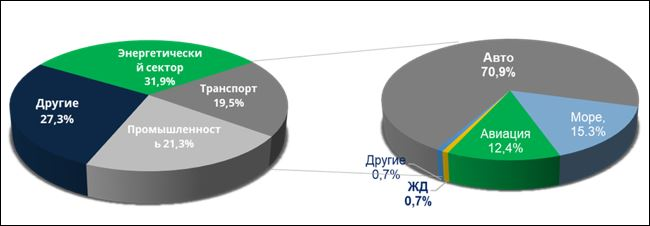 Энергетически
й сектор
31,9%
Транспорт
19,5%
Другие
27,3%
Промышленност
ь 21,3%
Авто
70,9%
Море,
15.3%
Авиация
12,4%
Другие
0,7%
ЖД
0,7%